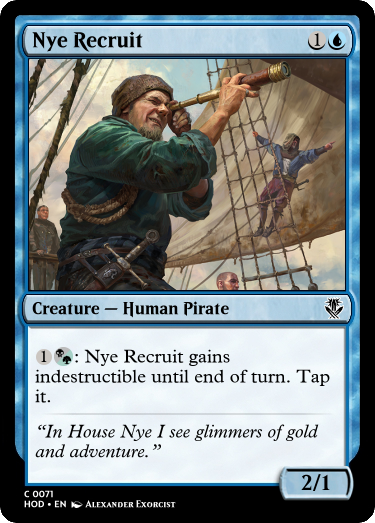 Nye Recruit 1
1: Nye Recruit gains
indestructible until end of turn. Tap
it.
“In House Nye I see glimmers of gold
and adventure.”
Creature — Human Pirate
2/1
C 0071
HOD • EN Alexander Exorcist